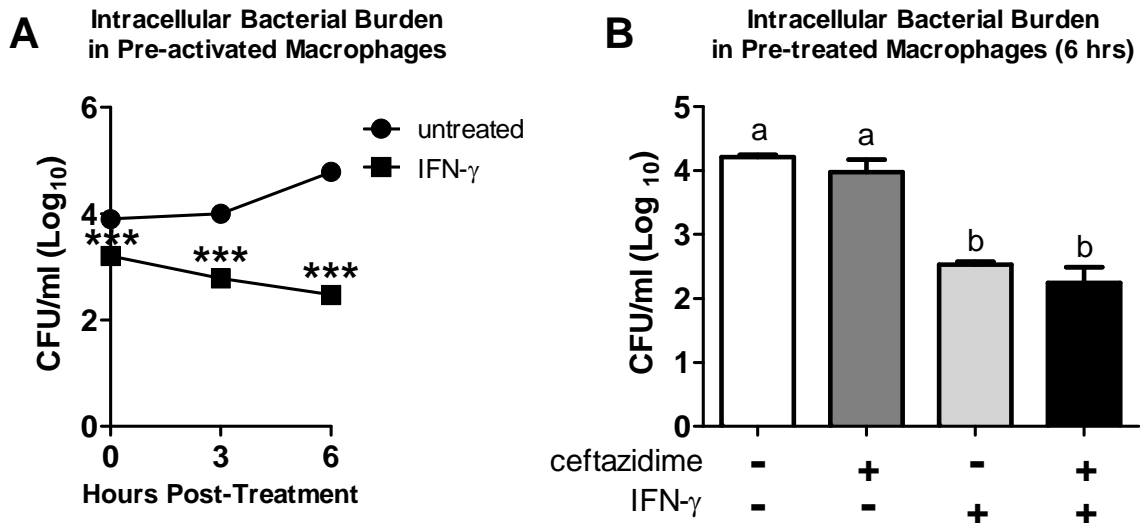 A
Intracellular Bacterial Burden
in Pre-activated Macrophages
6
4
2
0
CFU/ml (Log10)
untreated
IFN-γ
***
***
***
0 3 6
Hours Post-Treatment
B
Intracellular Bacterial Burden
in Pre-treated Macrophages (6 hrs)
5
4
3
2
1
0
CFU/ml (Log 10)
a a b b
ceftazidime - + - +
IFN-γ - - + +